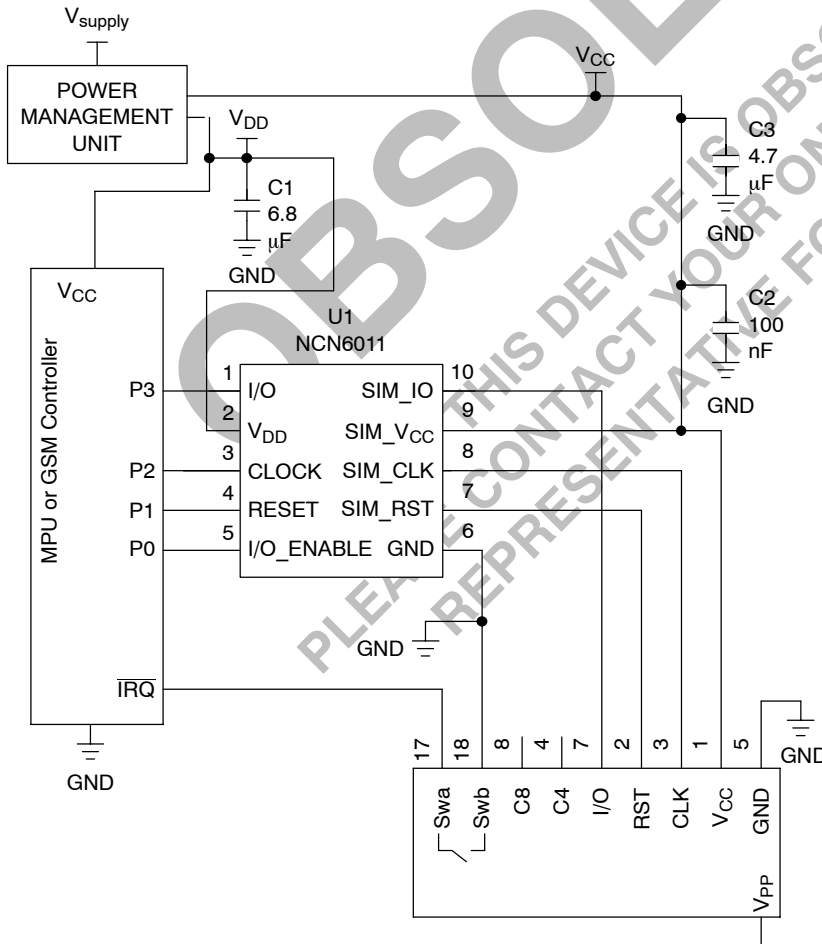 Vsupply
POWER
MANAGEMENT
UNIT
VDD
VCC
C1
6.8
μF
GND
C3
4.7
μF
GND
C2
100
nF
GND
VCC
MPU or GSM Controller
P3
P2
P1
P0
IRQ
GND
U1
NCN6011
1
I/O
2
VDD
3
CLOCK
4
RESET
5
I/O_ENABLE
SIM_IO
10
SIM_VCC
9
SIM_CLK
8
SIM_RST
7
GND
6
GND
17
18
8
4
7
2
3
1
5
GND
Swa
Swb
C8
C4
I/O
RST
CLK
VCC
GND
VPP
THIS DEVICE IS OBSO
PLEASE CONTACT YOUR ON
REPRESENTATIVE FO